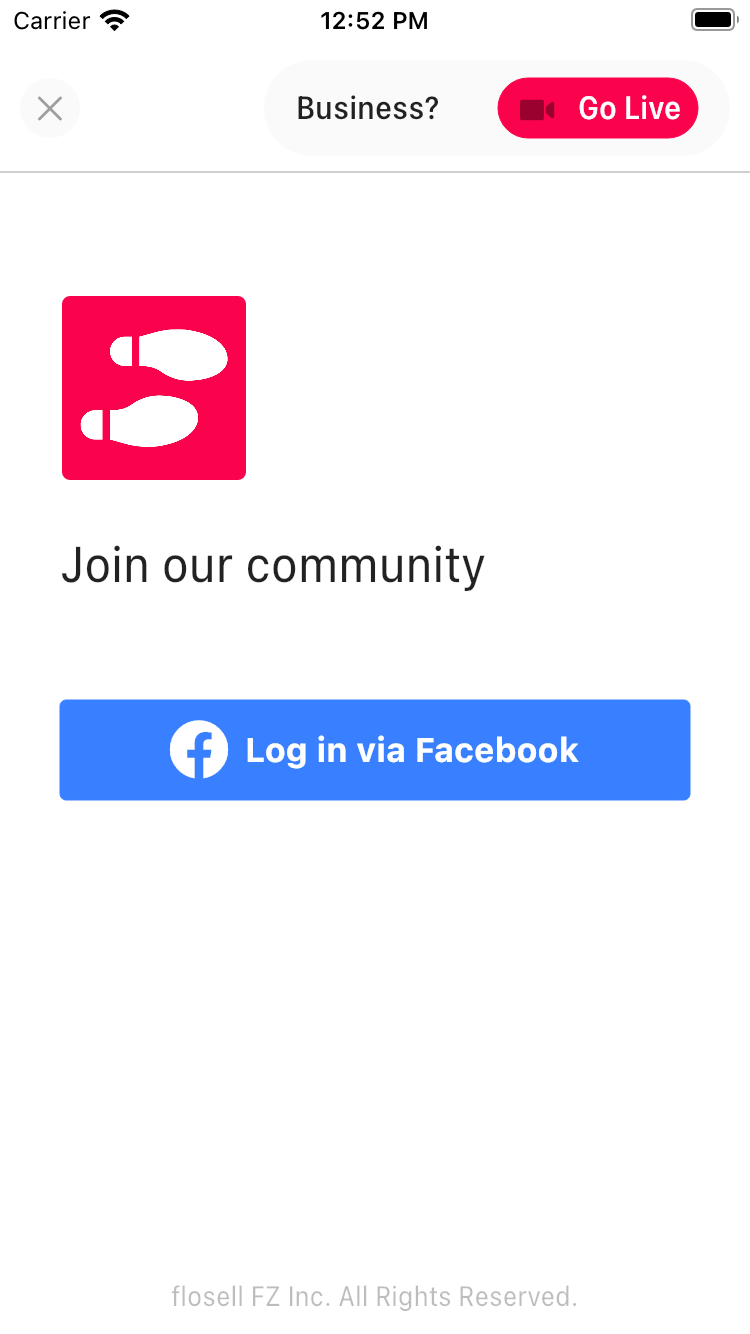 Carrier 12:52 PM
Business? Go Live
Join our community
Log in via Facebook
flosell FZ Inc. All Rights Reserved.